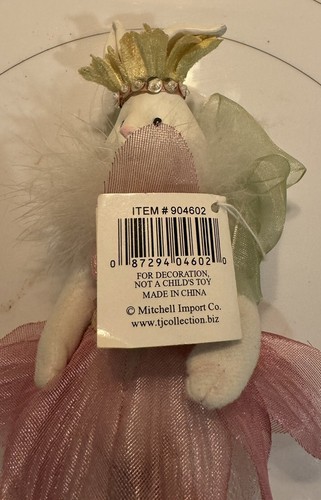 ITEM # 904602
0 87294 04602 0
FOR DECORATION,
NOT A CHILD'S TOY
MADE IN CHINA
© Mitchell Import Co.
www.tjcollection.biz